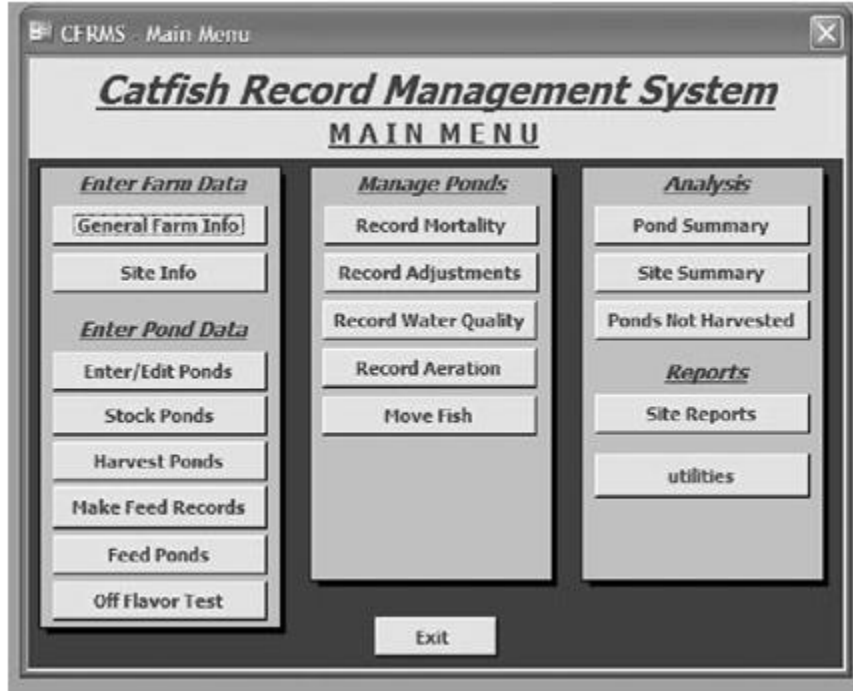 CFRMS - Main Menu
Catfish Record Management System
MAIN MENU
Enter Farm Data
General Farm Info
Site Info
Enter Pond Data
Enter/Edit Ponds
Stock Ponds
Harvest Ponds
Make Feed Records
Feed Ponds
Off Flavor Test
Manage Ponds
Record Mortality
Record Adjustments
Record Water Quality
Record Aeration
Move Fish
Analysis
Pond Summary
Site Summary
Ponds Not Harvested
Reports
Site Reports
utilities
Exit